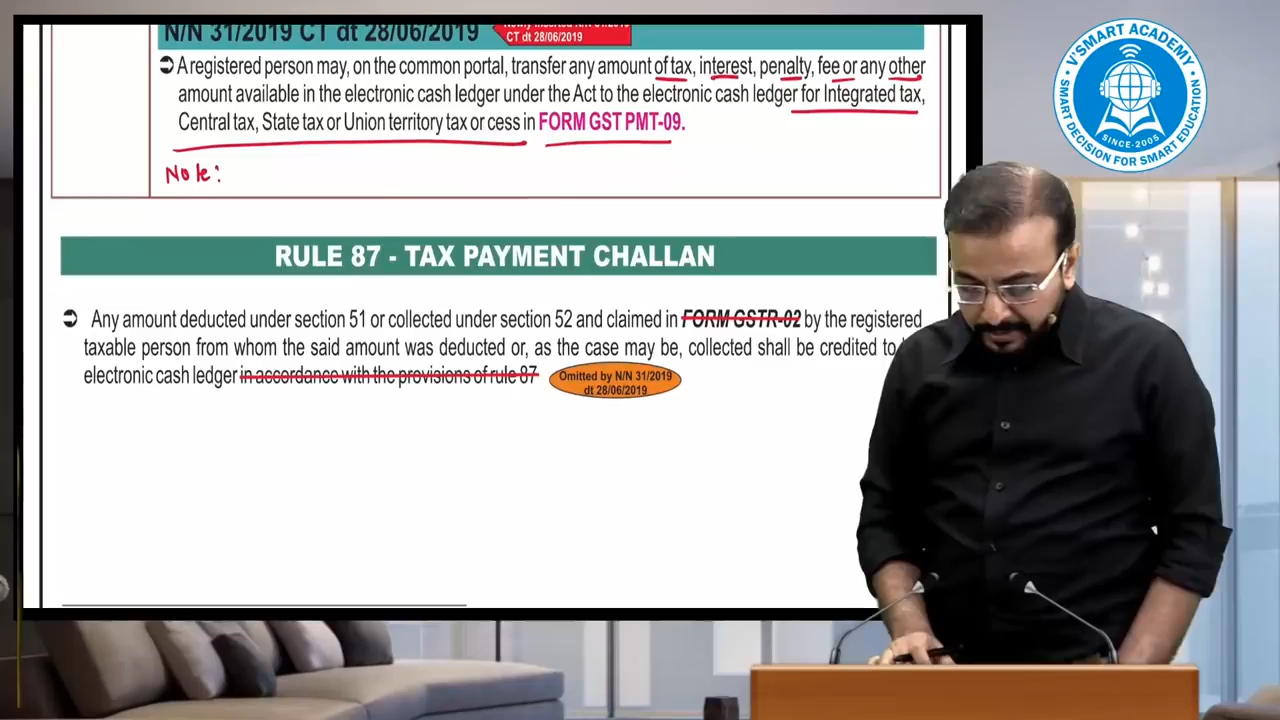 N/N 31/2019 CT dt 28/06/2019
CT dt 28/06/2019
A registered person may, on the common portal, transfer any amount of tax, interest, penalty, fee or any other
amount available in the electronic cash ledger under the Act to the electronic cash ledger for Integrated tax,
Central tax, State tax or Union territory tax or cess in FORM GST PMT-09.
Note:
RULE 87 - TAX PAYMENT CHALLAN
Any amount deducted under section 51 or collected under section 52 and claimed in FORM GSTR-02 by the registered
taxable person from whom the said amount was deducted or, as the case may be, collected shall be credited to
electronic cash ledger in accordance with the provisions of rule 87
Omitted by N/N 31/2019
dt 28/06/2019
V'SMART ACADEMY
SINCE-2005
SMART DECISION FOR SMART EDUCATION